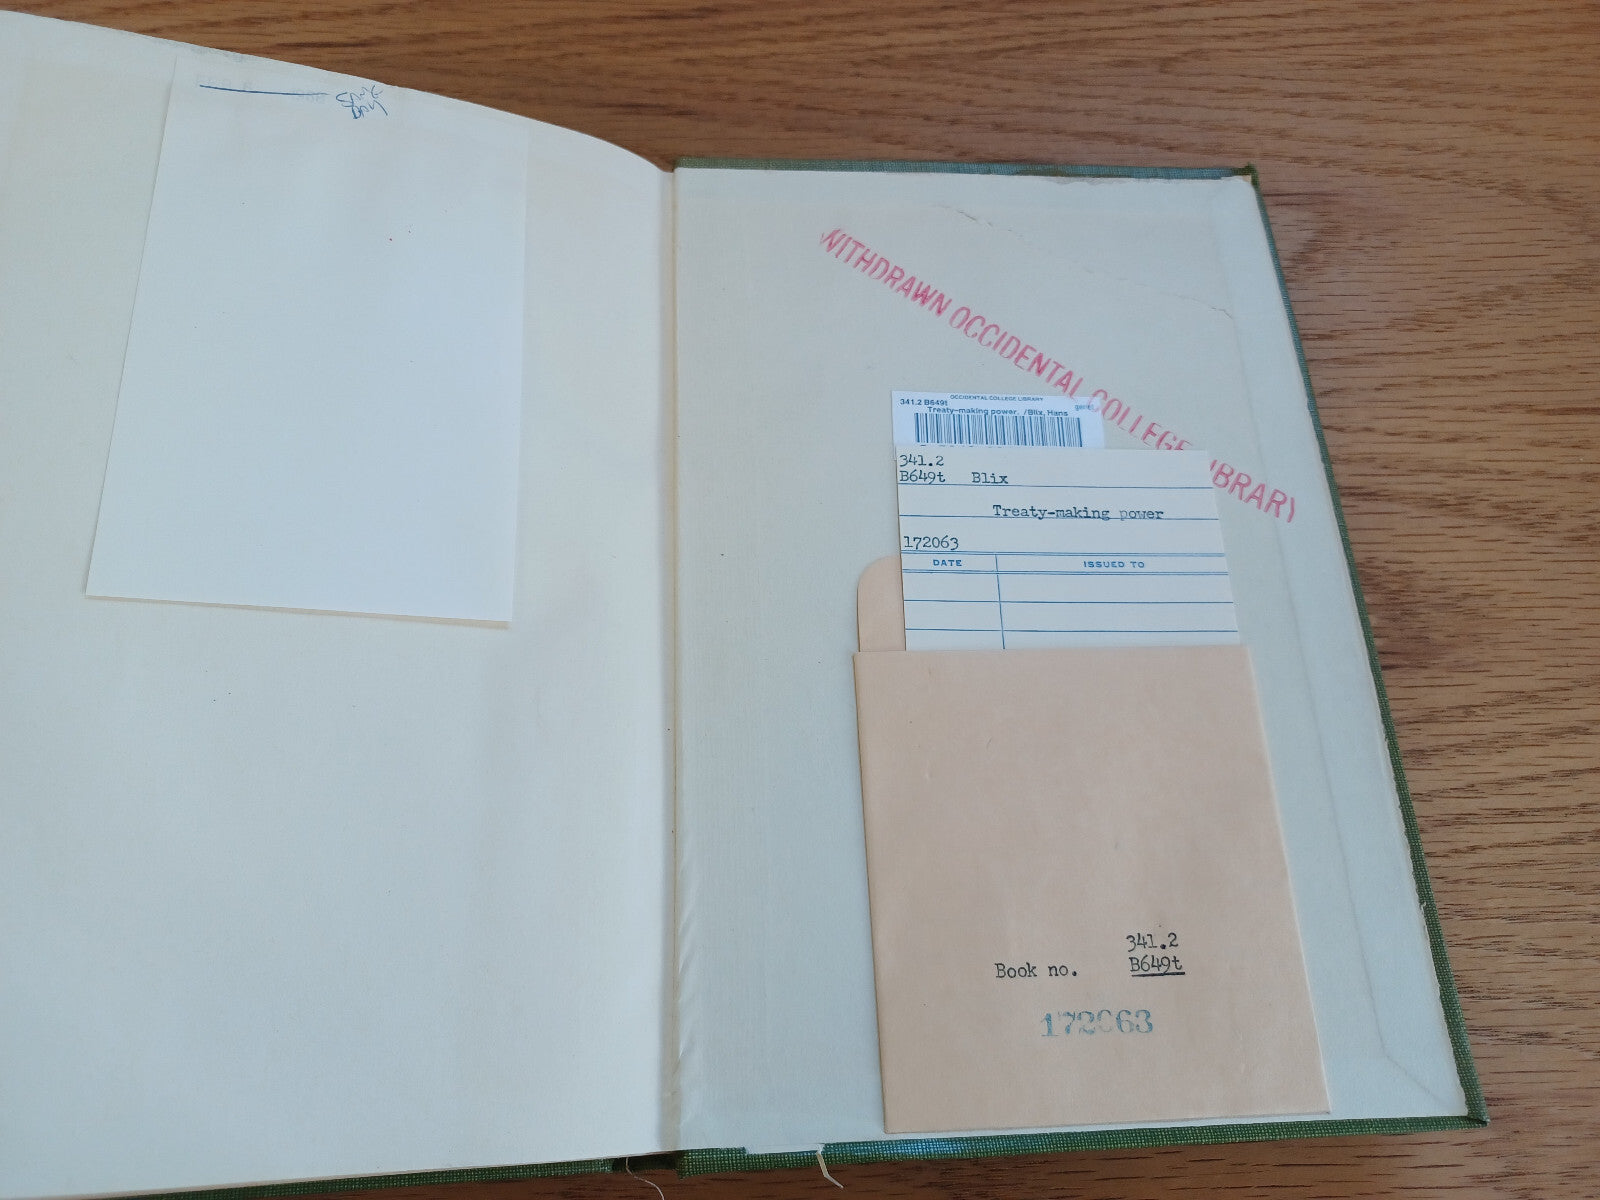 WITHDRAWN OCCIDENTAL COLLEGE LIBRARY
OCCIDENTAL COLLEGE LIBRARY
341.2 B649t
Treaty-making power. /Blix, Hans
341.2
B649t Blix
Treaty-making power
172063
DATE ISSUED TO
341.2
Book no. B649t
172063